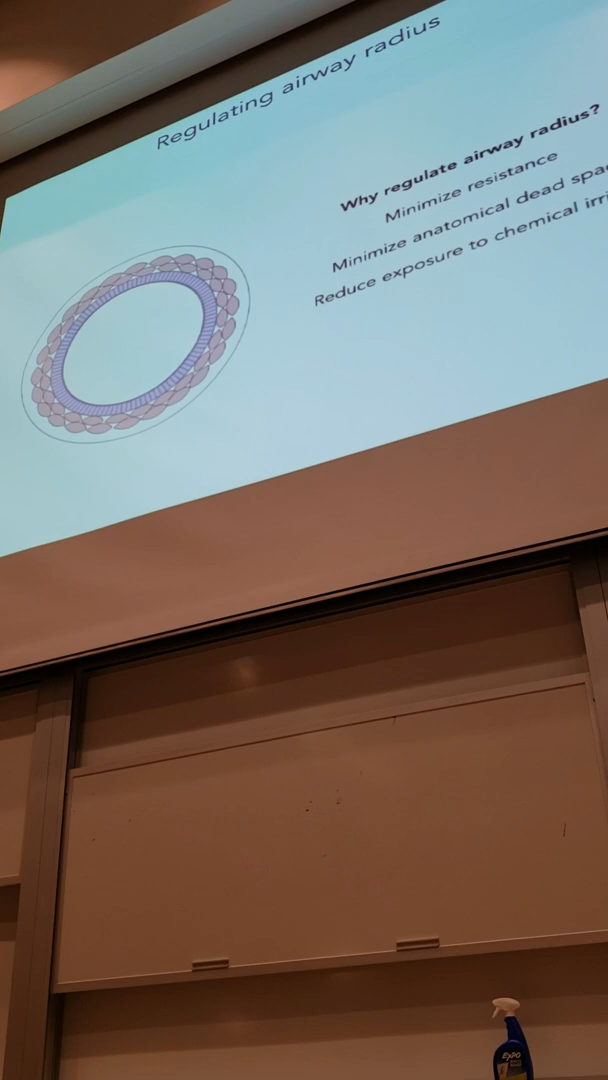 Regulating airway radius
Why regulate airway radius?
Minimize resistance
Minimize anatomical dead
Reduce exposure to chemical
EXPO